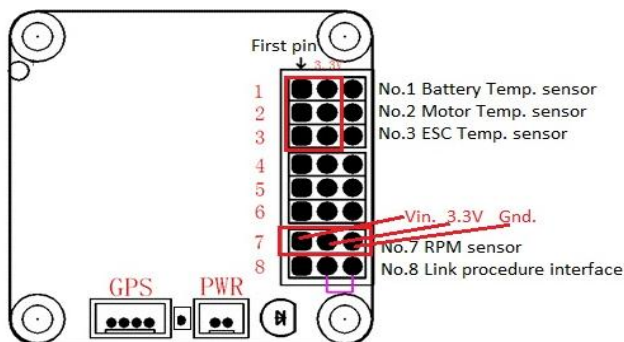 First pin
3.3V
1 No.1 Battery Temp. sensor
2 No.2 Motor Temp. sensor
3 No.3 ESC Temp. sensor
4
5
6
Vin. 3.3V Gnd.
7 No.7 RPM sensor
8 No.8 Link procedure interface
GPS PWR